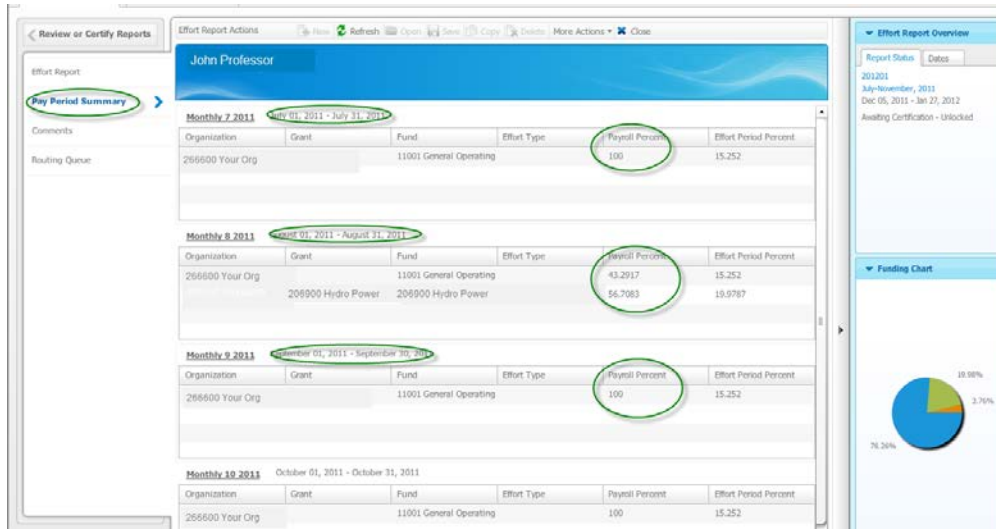 Review or Certify Reports
Effort Report
Pay Period Summary
Comments
Routing Queue
Effort Report Actions New Refresh Open Save Copy Delete More Actions Close
John Professor
Monthly 7 2011 July 01, 2011 - July 31, 2011
Organization Grant Fund Effort Type Payroll Percent Effort Period Percent
266600 Your Org 11001 General Operating 100 15.252
Monthly 8 2011 August 01, 2011 - August 31, 2011
Organization Grant Fund Effort Type Payroll Percent Effort Period Percent
266600 Your Org 11001 General Operating 43.2917 15.252
206900 Hydro Power 206900 Hydro Power 56.7083 19.9787
Monthly 9 2011 September 01, 2011 - September 30, 2011
Organization Grant Fund Effort Type Payroll Percent Effort Period Percent
266600 Your Org 11001 General Operating 100 15.252
Monthly 10 2011 October 01, 2011 - October 31, 2011
Organization Grant Fund Effort Type Payroll Percent Effort Period Percent
266600 Your Org 11001 General Operating 100 15.252
Effort Report Overview
Report Status Dates
201201
July-November, 2011
Dec 05, 2011 - Jan 27, 2012
Awaiting Certification - Unlocked
Funding Chart
19.98%
3.76%
76.26%